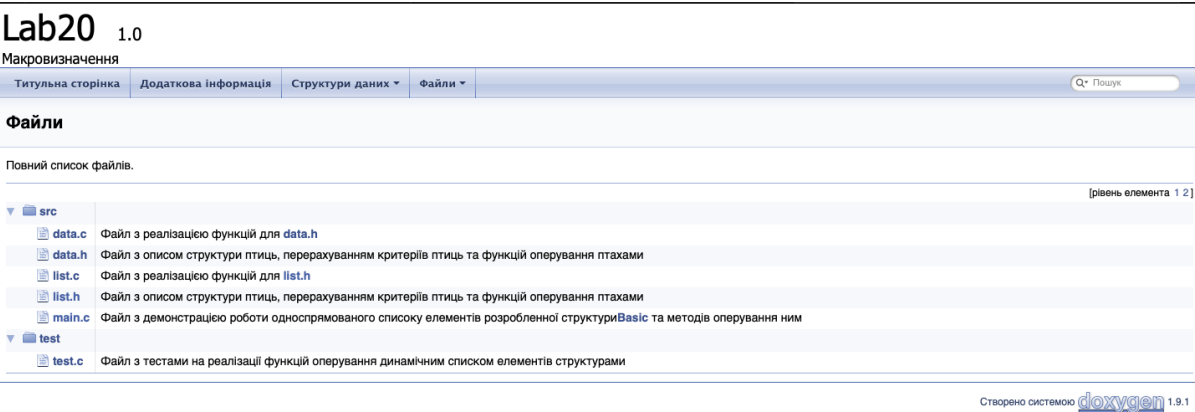 Lab20 1.0
Макровизначення
Титульна сторінка Додаткова інформація Структури даних Файли Пошук
Файли
Повний список файлів.
[рівень елемента 1 2]
src
data.c Файл з реалізацією функцій для data.h
data.h Файл з описом структури птиць, перерахуванням критеріїв птиць та функцій оперування птахами
list.c Файл з реалізацією функцій для list.h
list.h Файл з описом структури птиць, перерахуванням критеріїв птиць та функцій оперування птахами
main.c Файл з демонстрацією роботи односпрямованого списоку елементів розробленної структуриBasic та методів оперування ним
test
test.c Файл з тестами на реалізації функцій оперування динамічним списком елементів структурами
Створено системою doxygen 1.9.1